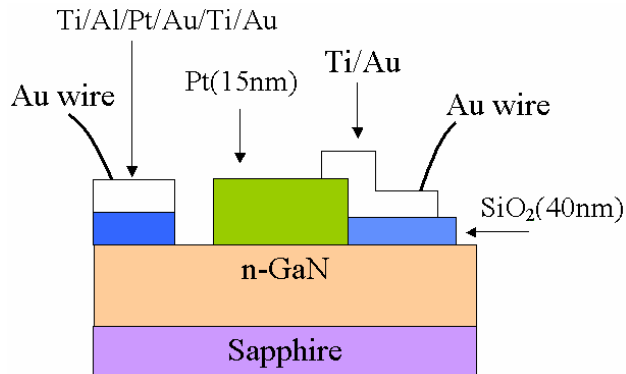 Ti/Al/Pt/Au/Ti/Au
Ti/Au
Au wire
Pt(15nm)
Au wire
SiO₂(40nm)
n-GaN
Sapphire